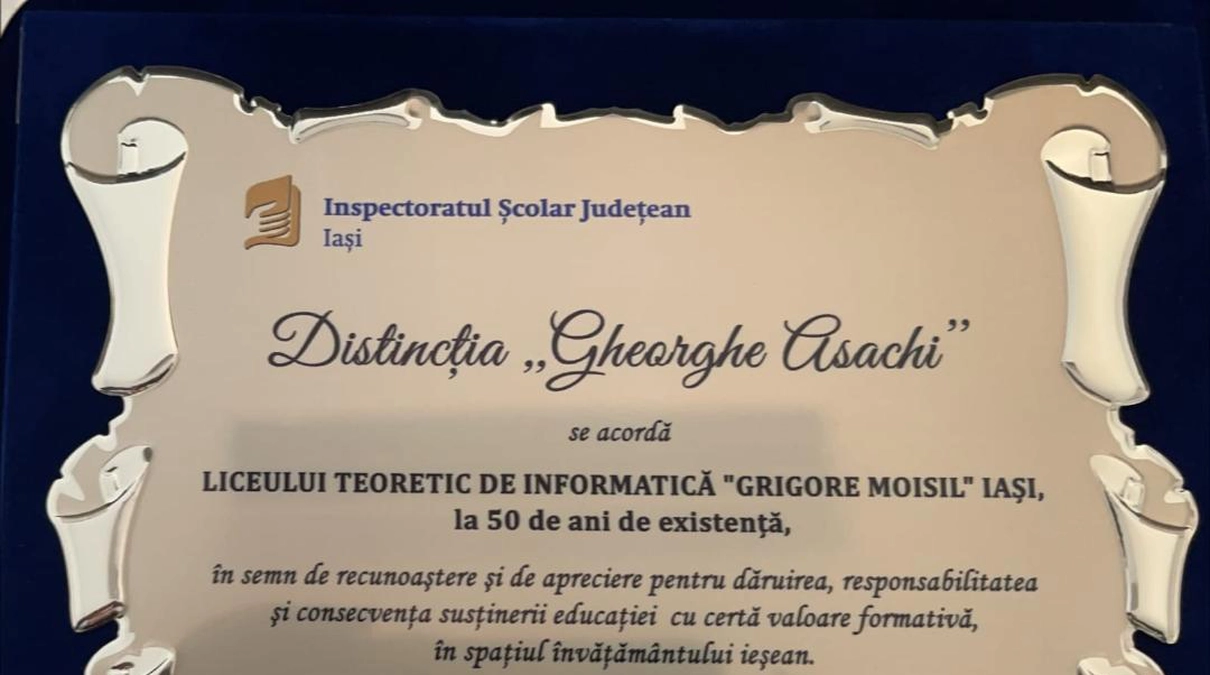 Inspectoratul Școlar Județean
Iași
Distincția „Gheorghe Asachi”
se acordă
LICEULUI TEORETIC DE INFORMATICĂ "GRIGORE MOISIL" IAȘI,
la 50 de ani de existență,
în semn de recunoaștere și de apreciere pentru dăruirea, responsabilitatea
și consecvența susținerii educației cu certă valoare formativă,
în spațiul învățământului ieșean.